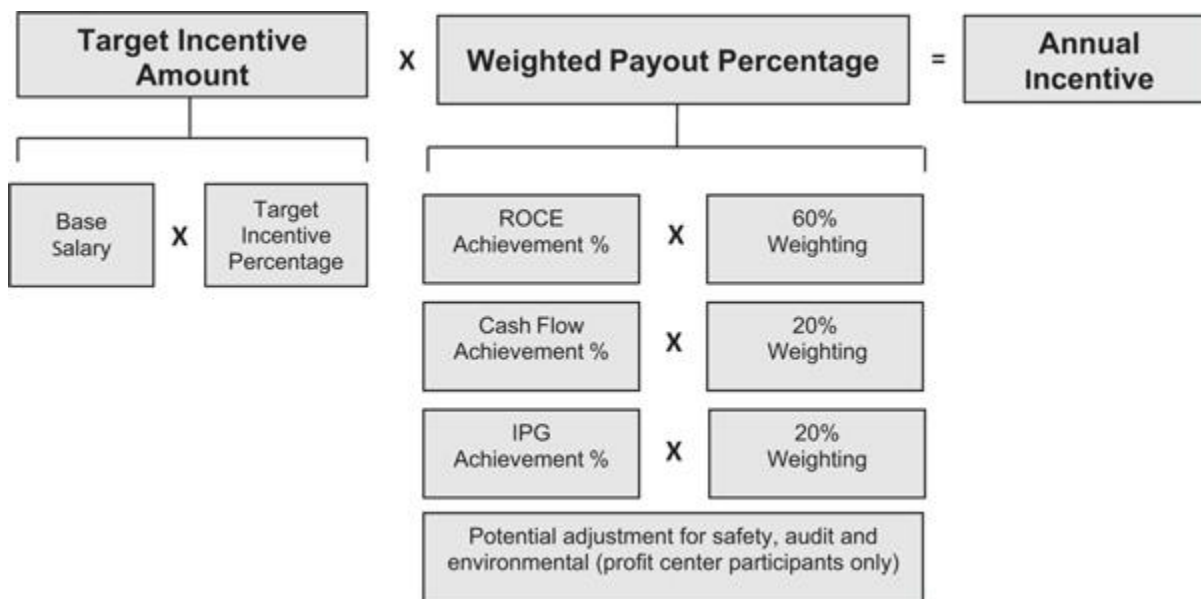 Target Incentive
Amount
X
Weighted Payout Percentage
=
Annual
Incentive
Base
Salary
X
Target
Incentive
Percentage
ROCE
Achievement %
X
60%
Weighting
Cash Flow
Achievement %
X
20%
Weighting
IPG
Achievement %
X
20%
Weighting
Potential adjustment for safety, audit and
environmental (profit center participants only)